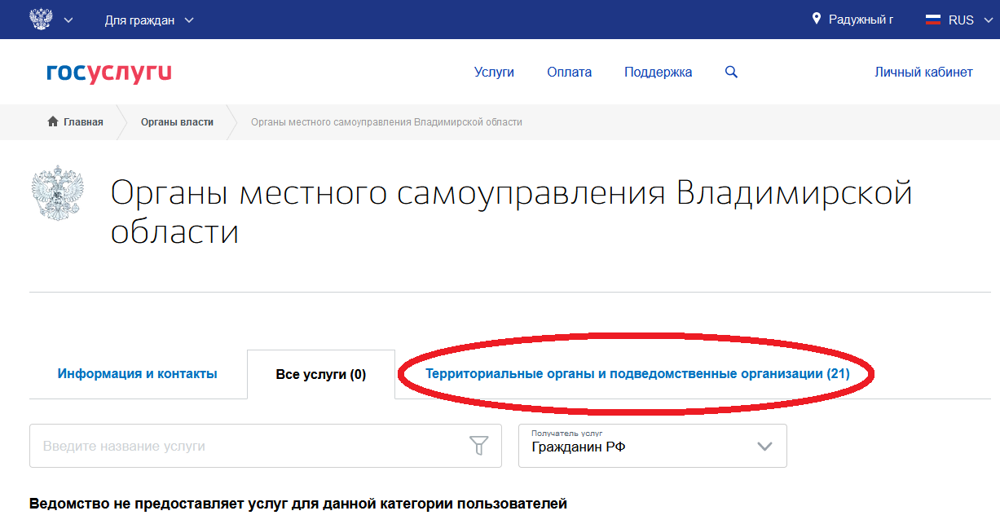 Для граждан
Радужный г
RUS
госуслуги
Услуги
Оплата
Поддержка
Личный кабинет
Главная
Органы власти
Органы местного самоуправления Владимирской области
Органы местного самоуправления Владимирской
области
Информация и контакты
Все услуги (0)
Территориальные органы и подведомственные организации (21)
Введите название услуги
Получатель услуг
Гражданин РФ
Ведомство не предоставляет услуг для данной категории пользователей